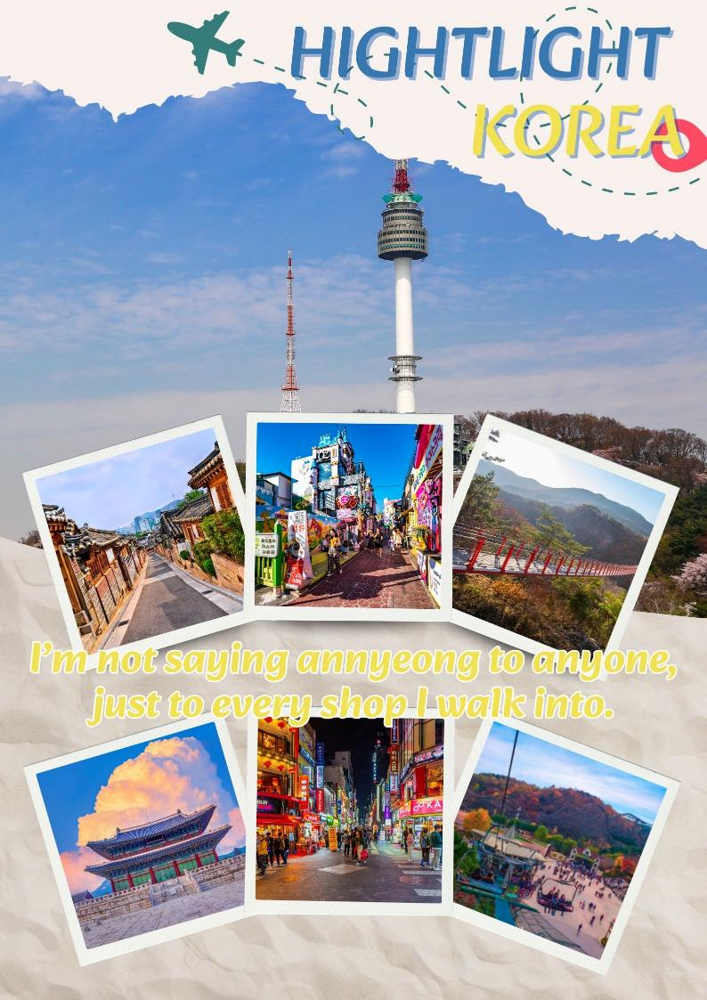 HIGHTLIGHT
KOREA
I'm not saying annyeong to anyone,
just to every shop I walk into.